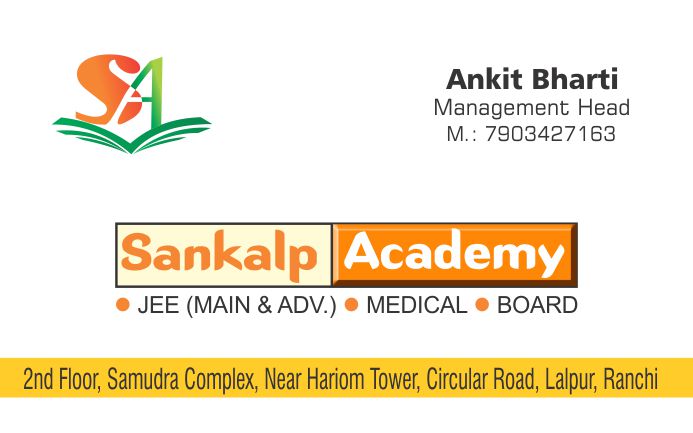 SA
Ankit Bharti
Management Head
M.: 7903427163
Sankalp Academy
• JEE (MAIN & ADV.) • MEDICAL • BOARD
2nd Floor, Samudra Complex, Near Hariom Tower, Circular Road, Lalpur, Ranchi